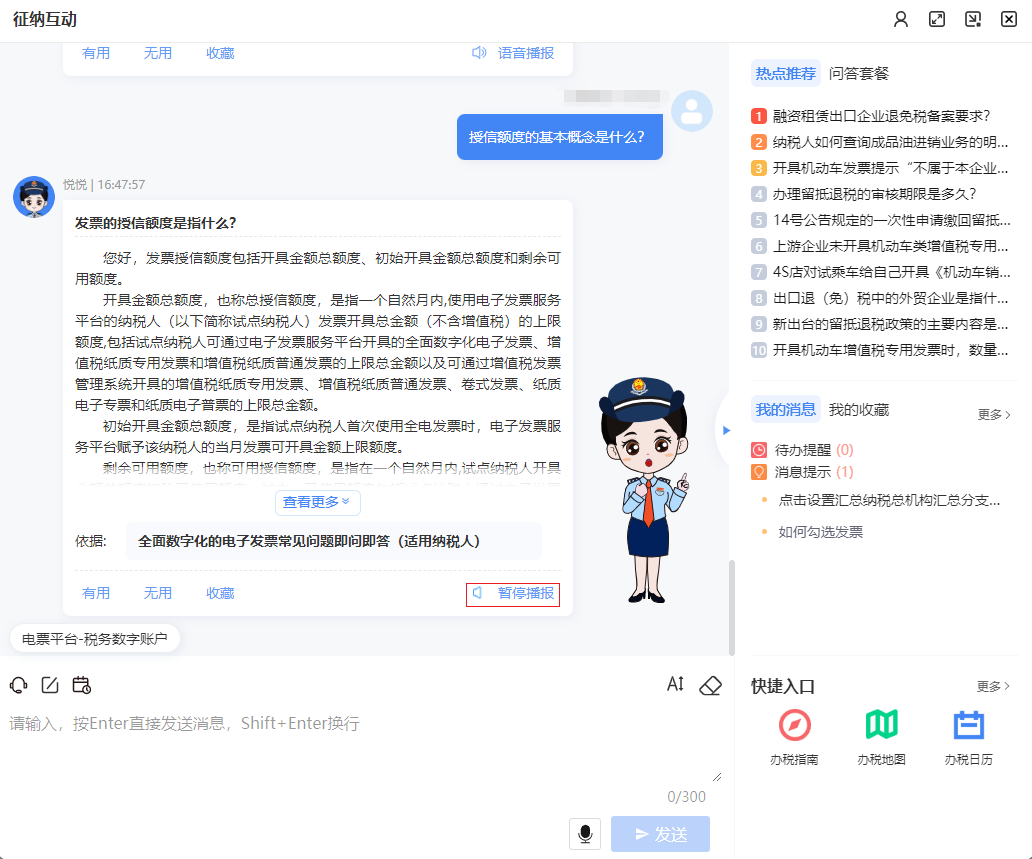 征纳互动
有用 无用 收藏 语音播报
授信额度的基本概念是什么?
悦悦 | 16:47:57
发票的授信额度是指什么?
您好，发票授信额度包括开具金额总额度、初始开具金额总额度和剩余可
用额度。
开具金额总额度，也称总授信额度，是指一个自然月内,使用电子发票服务
平台的纳税人（以下简称试点纳税人）发票开具总金额（不含增值税）的上限
额度,包括试点纳税人可通过电子发票服务平台开具的全面数字化电子发票、增
值税纸质专用发票和增值税纸质普通发票的上限总金额以及可通过增值税发票
管理系统开具的增值税纸质专用发票、增值税纸质普通发票、卷式发票、纸质
电子专票和纸质电子普票的上限总金额。
初始开具金额总额度，是指试点纳税人首次使用全电发票时，电子发票服
务平台赋予该纳税人的当月发票可开具金额上限额度。
剩余可用额度，也称可用授信额度，是指在一个自然月内,试点纳税人开具
查看更多
依据: 全面数字化的电子发票常见问题即问即答（适用纳税人）
有用 无用 收藏 暂停播报
电票平台-税务数字账户
请输入，按Enter直接发送消息，Shift+Enter换行
0/300
发送
热点推荐 问答套餐
1 融资租赁出口企业退免税备案要求?
2 纳税人如何查询成品油进销业务的明...
3 开具机动车发票提示“不属于本企业...
4 办理留抵退税的审核期限是多久?
5 14号公告规定的一次性申请缴回留抵...
6 上游企业未开具机动车类增值税专用...
7 4S店对试乘车给自己开具《机动车销...
8 出口退（免）税中的外贸企业是指什...
9 新出台的留抵退税政策的主要内容是...
10 开具机动车增值税专用发票时，数量...
我的消息 我的收藏 更多
待办提醒 (0)
消息提示 (1)
点击设置汇总纳税总机构汇总分支...
如何勾选发票
快捷入口 更多
办税指南 办税地图 办税日历